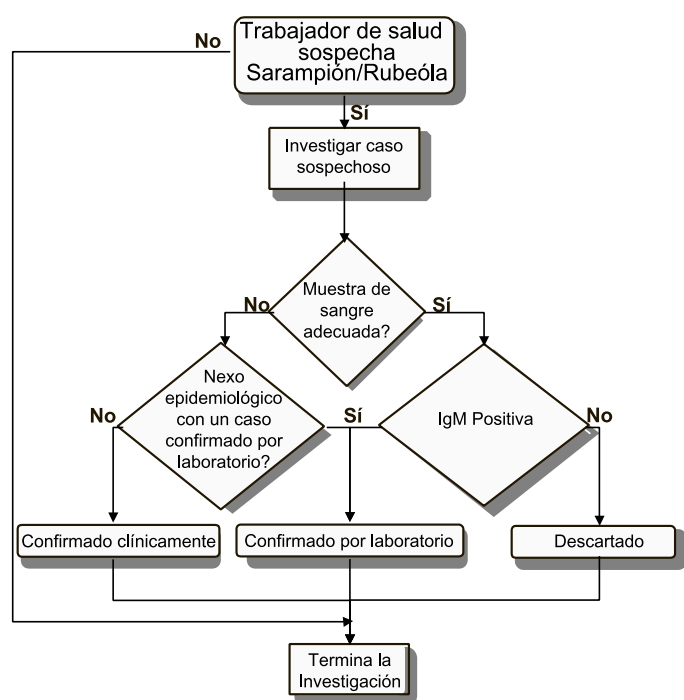 Trabajador de salud
sospecha
Sarampión/Rubeóla
No
Sí
Investigar caso
sospechoso
Muestra de
sangre
adecuada?
No
Sí
Nexo
epidemiológico
con un caso
confirmado por
laboratorio?
No
Sí
IgM Positiva
No
Confirmado clínicamente
Confirmado por laboratorio
Descartado
Termina la
Investigación